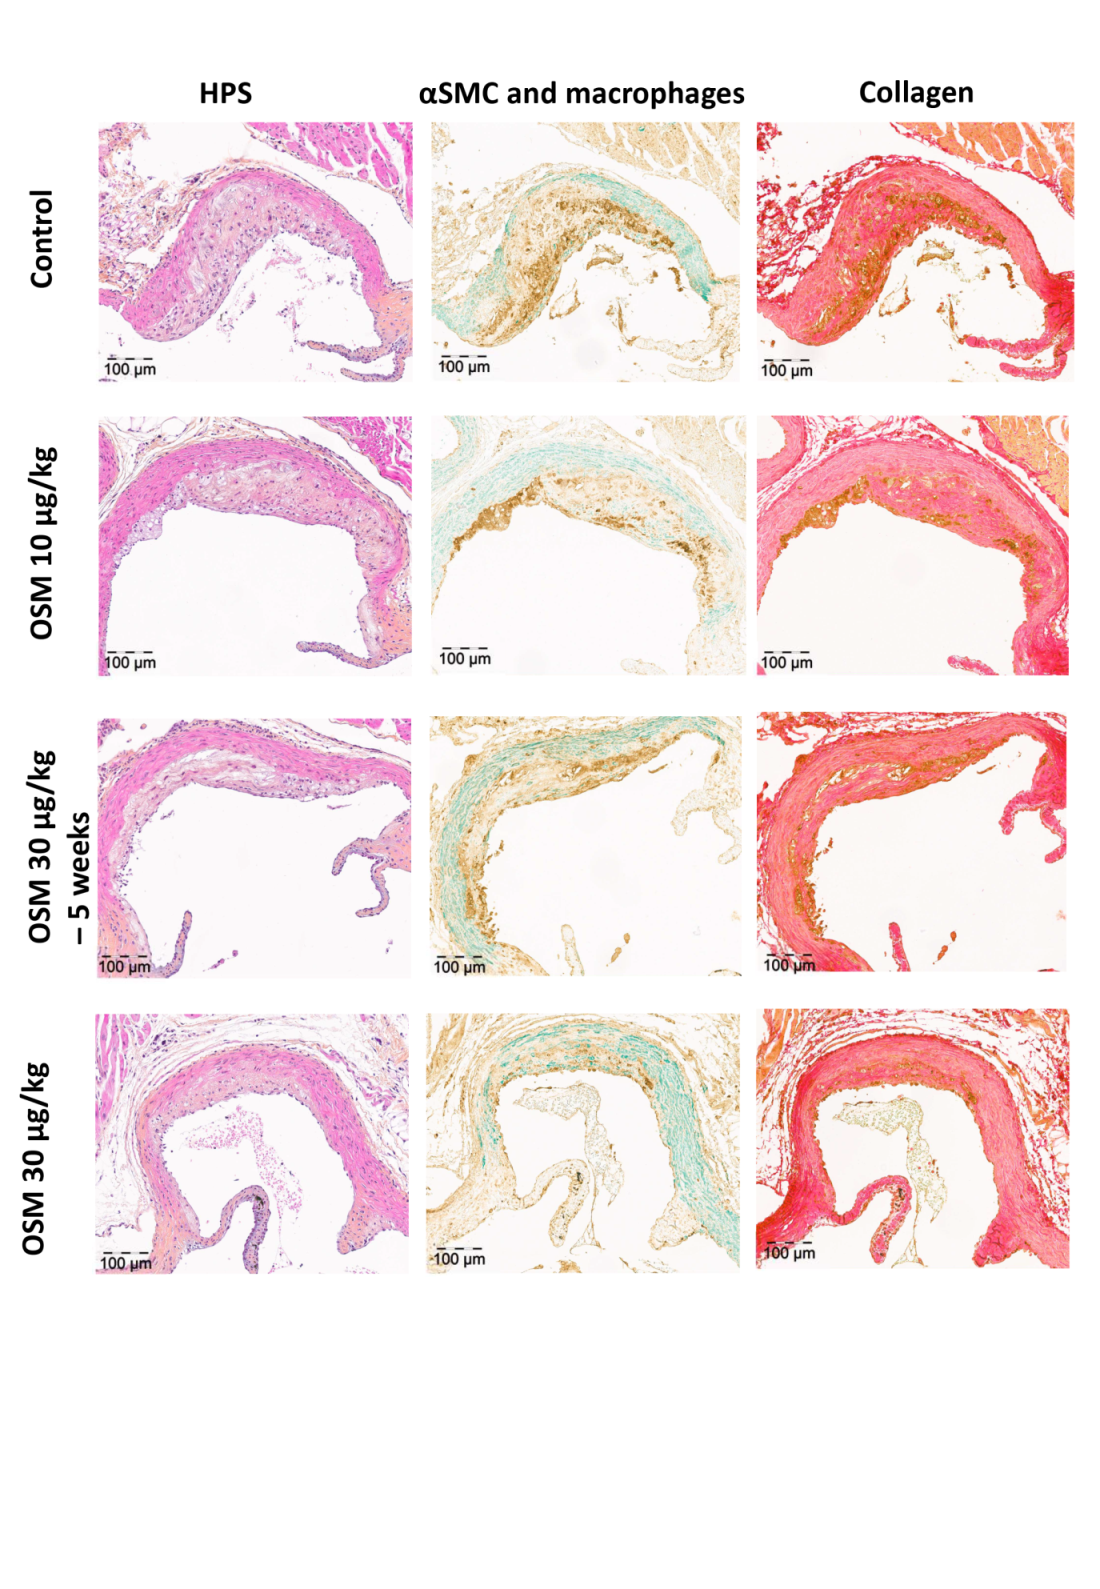 HPS
αSMC and macrophages
Collagen
Control
100 µm
100 µm
100 µm
OSM 10 µg/kg
100 µm
100 µm
100 µm
OSM 30 µg/kg
– 5 weeks
100 µm
100 µm
100 µm
OSM 30 µg/kg
100 µm
100 µm
100 µm